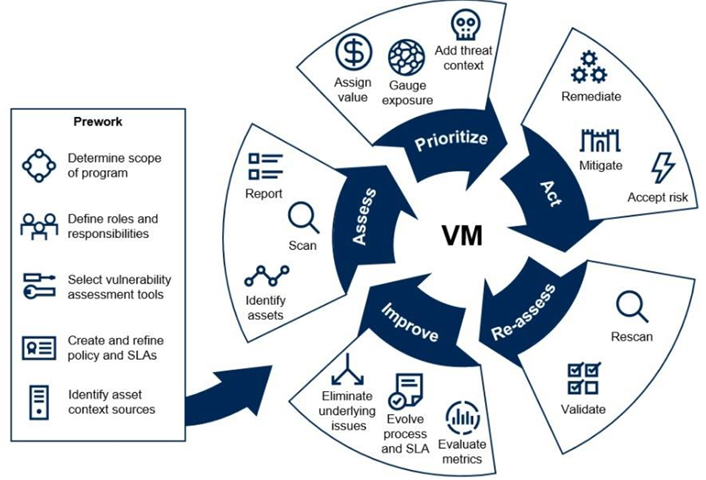 Prework
Determine scope
of program
Define roles and
responsibilities
Select vulnerability
assessment tools
Create and refine
policy and SLAs
Identify asset
context sources
VM
Assess
Report
Scan
Identify
assets
Prioritize
Assign
value
Gauge
exposure
Add threat
context
Act
Remediate
Mitigate
Accept risk
Re-assess
Rescan
Validate
Improve
Eliminate
underlying
issues
Evolve
process
and SLA
Evaluate
metrics